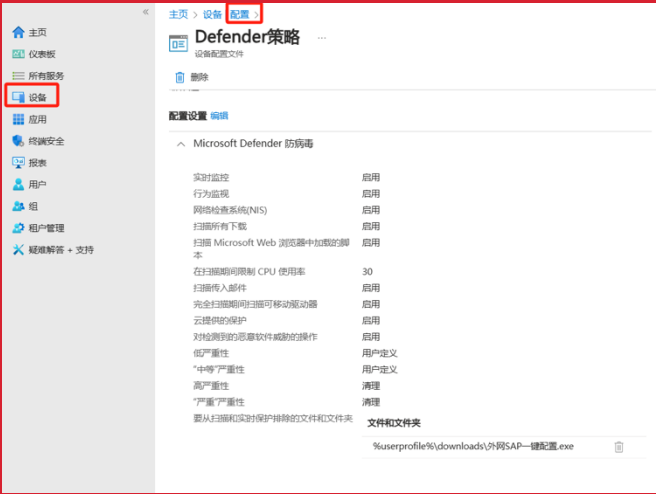 «
主页 > 设备 | 配置 >
主页
仪表板
所有服务
设备
应用
终端安全
报表
用户
组
租户管理
疑难解答 + 支持
Defender策略 ...
设备配置文件
删除
配置设置 编辑
Microsoft Defender 防病毒
实时监控 启用
行为监视 启用
网络检查系统(NIS) 启用
扫描所有下载 启用
扫描 Microsoft Web 浏览器中加载的脚 启用
本
在扫描期间限制 CPU 使用率 30
扫描传入邮件 启用
完全扫描期间扫描可移动驱动器 启用
云提供的保护 启用
对检测到的恶意软件威胁的操作 启用
低严重性 用户定义
"中等"严重性 用户定义
高严重性 清理
"严重"严重性 清理
要从扫描和实时保护排除的文件和文件夹 文件和文件夹
%userprofile%\downloads\外网SAP一键配置.exe